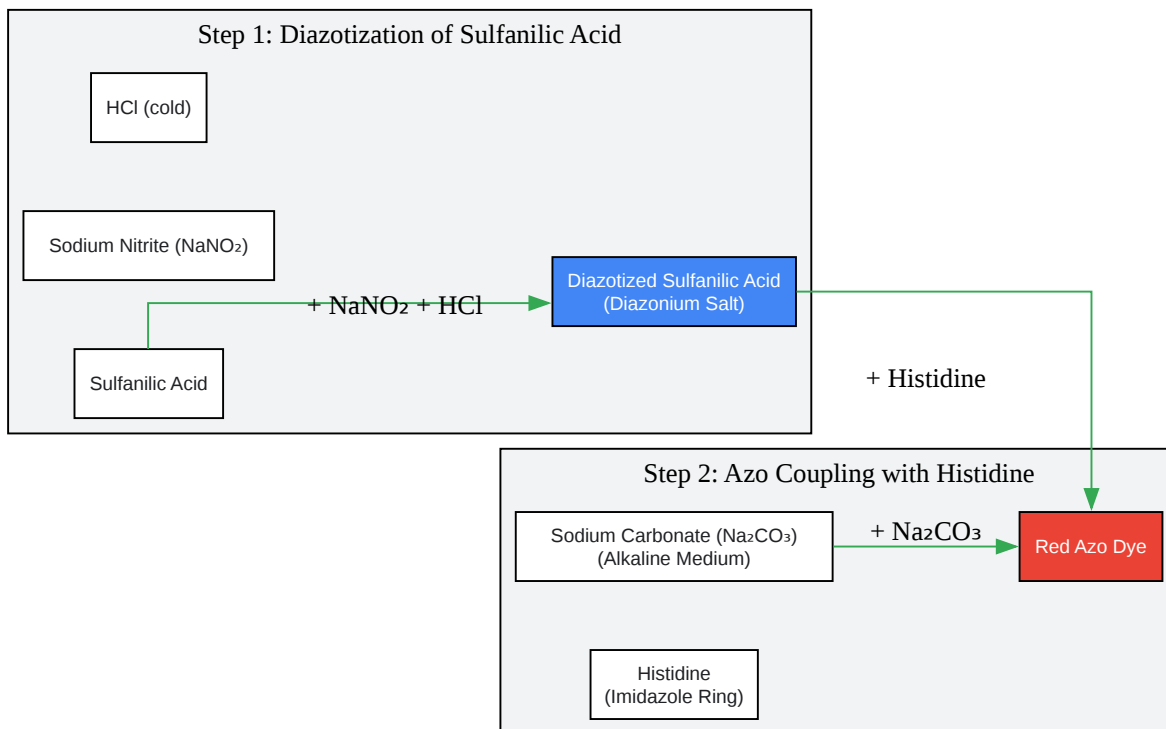 Step 1: Diazotization of Sulfanilic Acid
HCl (cold)
Sodium Nitrite (NaNO₂)
Diazotized Sulfanilic Acid
(Diazonium Salt)
+ NaNO₂ + HCl
Sulfanilic Acid
+ Histidine
Step 2: Azo Coupling with Histidine
Sodium Carbonate (Na₂CO₃)
(Alkaline Medium)
+ Na₂CO₃
Red Azo Dye
Histidine
(Imidazole Ring)